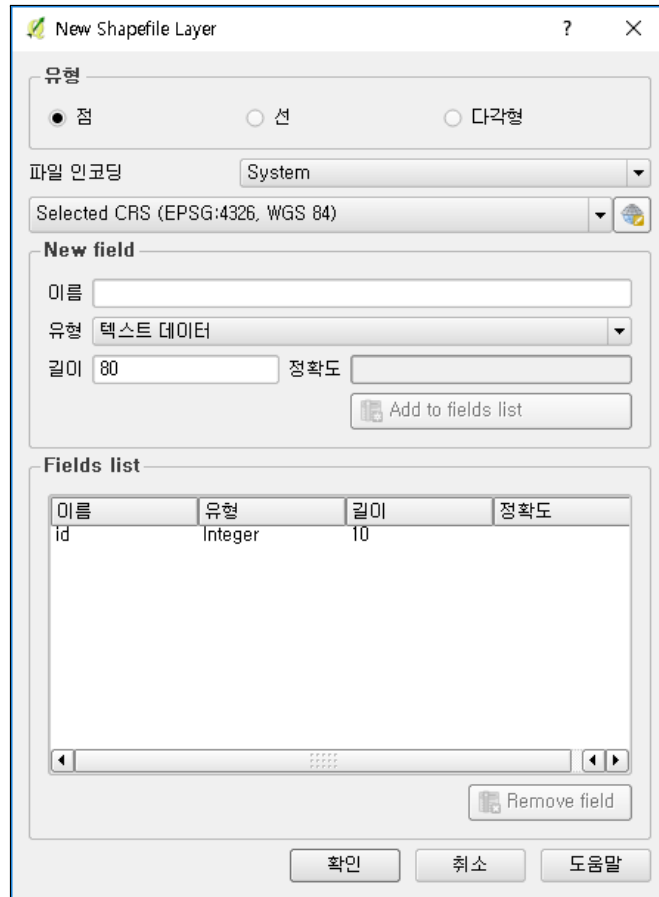 New Shapefile Layer
유형
점 선 다각형
파일 인코딩 System
Selected CRS (EPSG:4326, WGS 84)
New field
이름
유형 텍스트 데이터
길이 80 정확도
Add to fields list
Fields list
이름 유형 길이 정확도
id Integer 10
Remove field
확인 취소 도움말